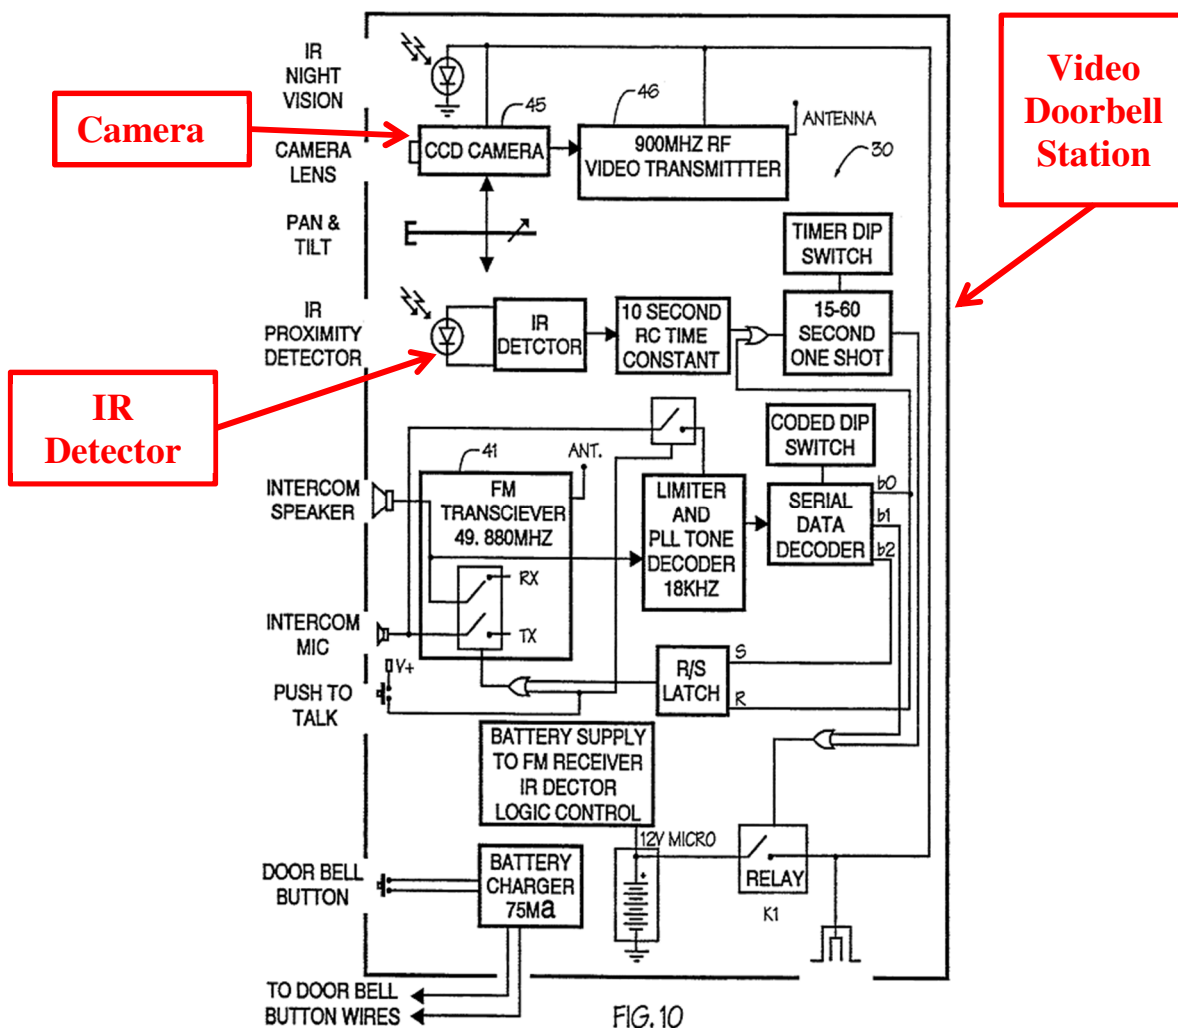 IR
NIGHT
VISION
Camera
CAMERA
LENS
45
CCD CAMERA
46
900MHZ RF
VIDEO TRANSMITTTER
ANTENNA
30
Video
Doorbell
Station
PAN &
TILT
TIMER DIP
SWITCH
IR
PROXIMITY
DETECTOR
IR
DETCTOR
10 SECOND
RC TIME
CONSTANT
15-60
SECOND
ONE SHOT
IR
Detector
CODED DIP
SWITCH
41
ANT.
INTERCOM
SPEAKER
FM
TRANSCIEVER
49. 880MHZ
RX
TX
LIMITER
AND
PLL TONE
DECODER
18KHZ
SERIAL
DATA
DECODER
b0
b1
b2
INTERCOM
MIC
V+
PUSH TO
TALK
R/S
LATCH
S
R
BATTERY SUPPLY
TO FM RECEIVER
IR DECTOR
LOGIC CONTROL
12V MICRO
+
RELAY
K1
DOOR BELL
BUTTON
BATTERY
CHARGER
75Ma
TO DOOR BELL
BUTTON WIRES
FIG. 10